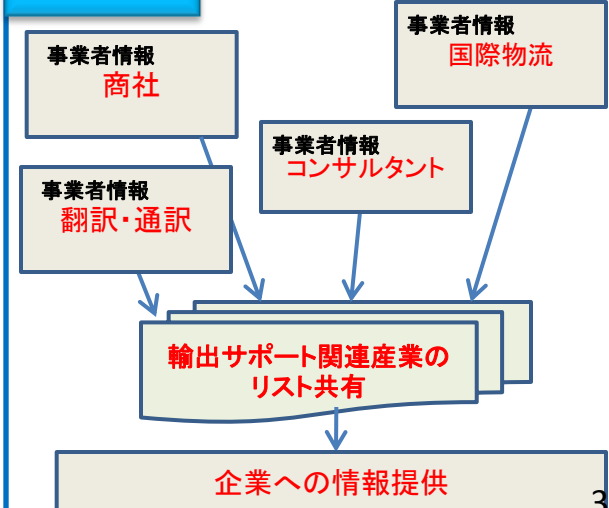 事業者情報
商社
事業者情報
国際物流
事業者情報
コンサルタント
事業者情報
翻訳・通訳
輸出サポート関連産業の
リスト共有
企業への情報提供
3